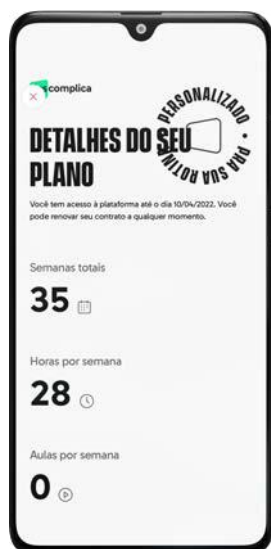 complica
PERSONALIZADO • PRA SUA ROTINA
DETALHES DO SEU
PLANO
Você tem acesso à plataforma até o dia 10/04/2022. Você
pode renovar seu contrato a qualquer momento.
Semanas totais
35
Horas por semana
28
Aulas por semana
0